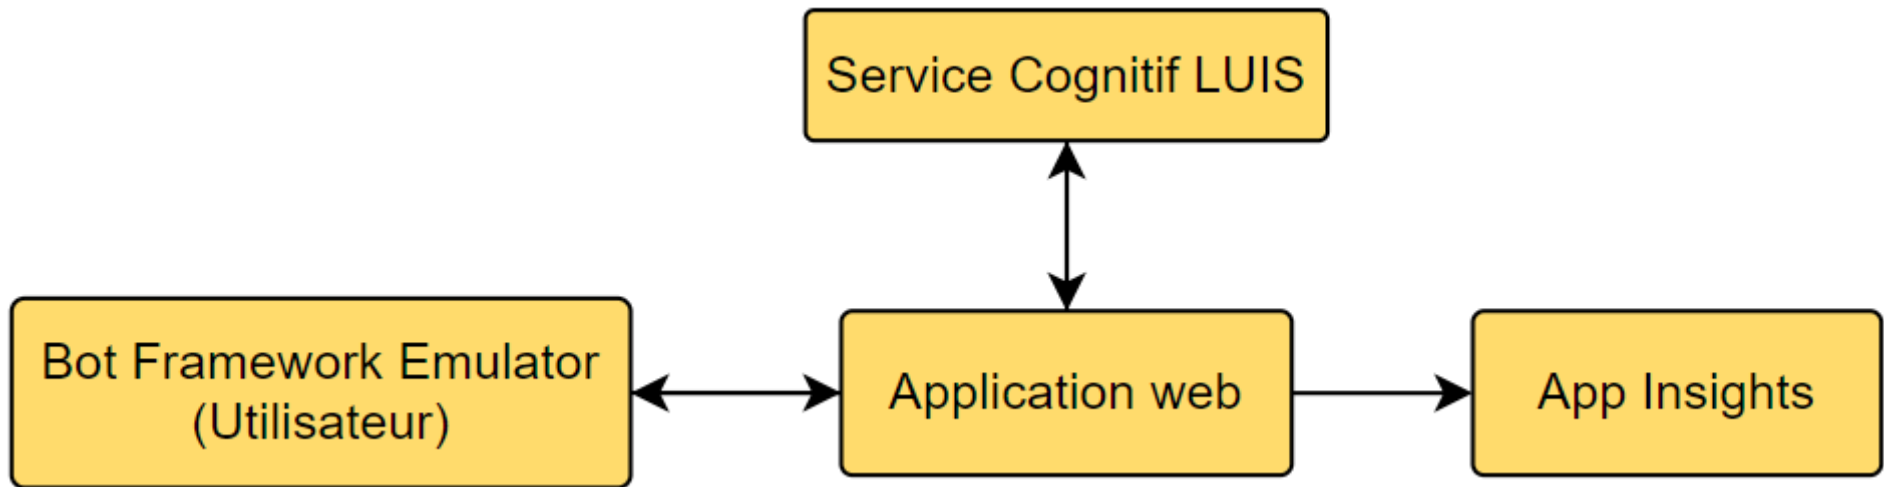 Service Cognitif LUIS
Bot Framework Emulator
(Utilisateur)
Application web
App Insights